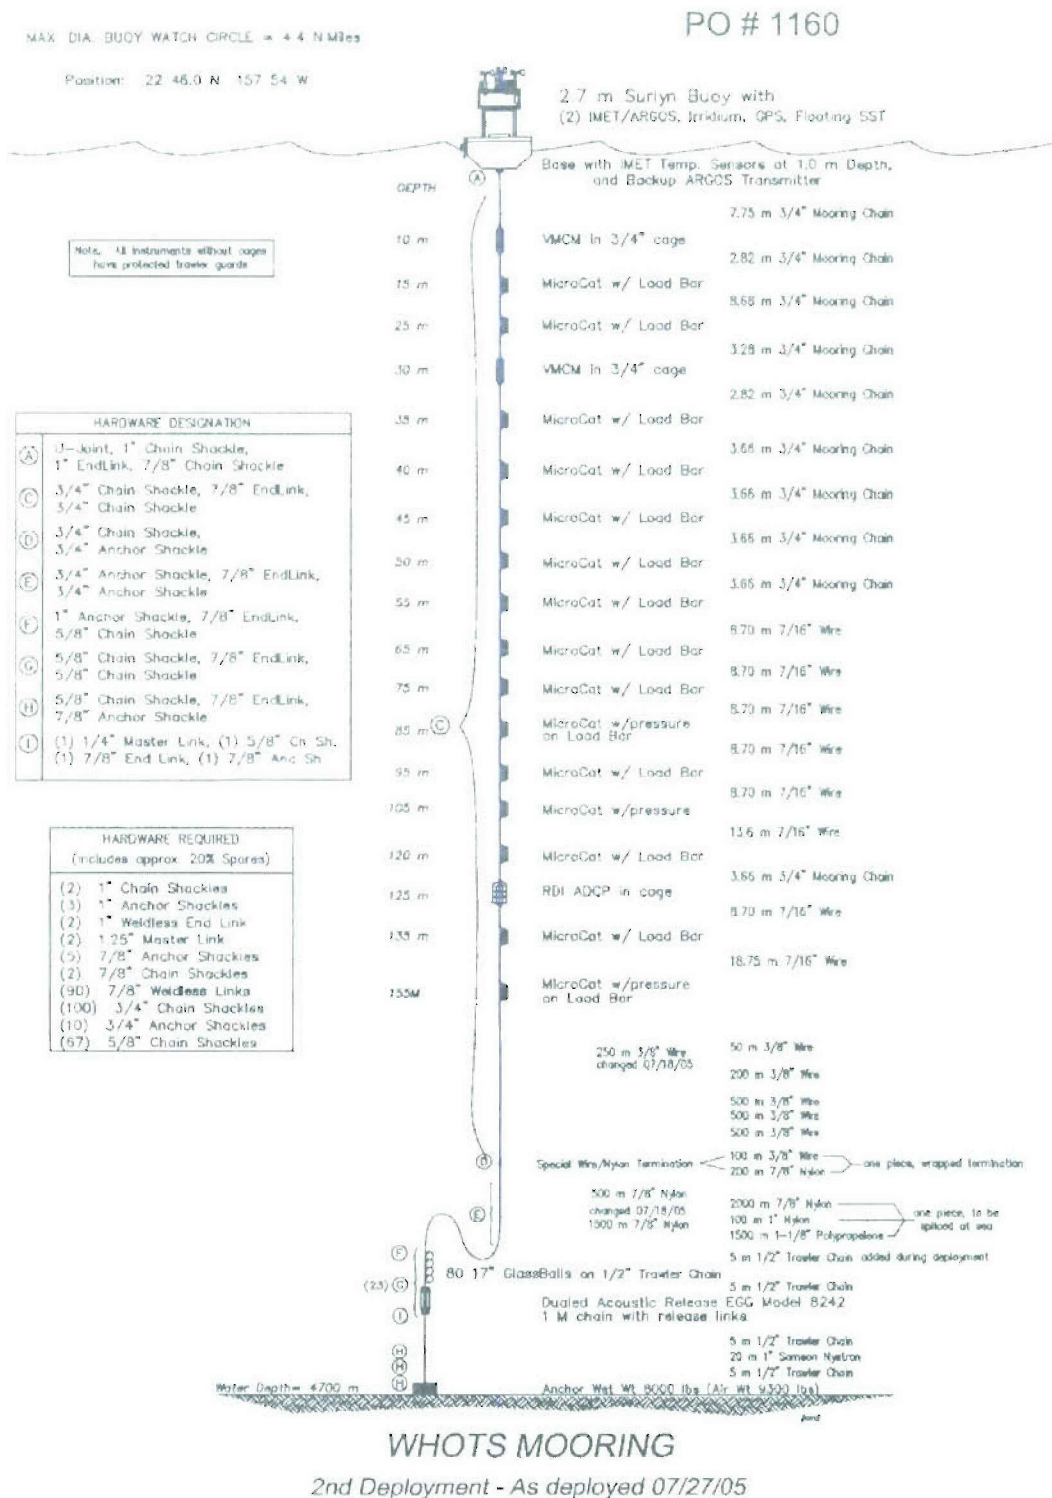 PO # 1160
MAX. DIA. BUOY WATCH CIRCLE = 4.4 N.Miles
Position: 22 46.0 N 157 54 W
2.7 m Surlyn Buoy with
(2) IMET/ARGOS, Irridium, GPS, Floating SST
Base with IMET Temp. Sensors at 1.0 m Depth,
and Backup ARGOS Transmitter
A
DEPTH
7.75 m 3/4" Mooring Chain
10 m VMCM in 3/4" cage
Note. All instruments without cages
have protected trawler guards
2.82 m 3/4" Mooring Chain
15 m MicroCat w/ Load Bar
8.68 m 3/4" Mooring Chain
25 m MicroCat w/ Load Bar
3.28 m 3/4" Mooring Chain
30 m VMCM in 3/4" cage
2.82 m 3/4" Mooring Chain
35 m MicroCat w/ Load Bar
3.66 m 3/4" Mooring Chain
40 m MicroCat w/ Load Bar
3.66 m 3/4" Mooring Chain
45 m MicroCat w/ Load Bar
3.66 m 3/4" Mooring Chain
50 m MicroCat w/ Load Bar
3.66 m 3/4" Mooring Chain
55 m MicroCat w/ Load Bar
8.70 m 7/16" Wire
65 m MicroCat w/ Load Bar
8.70 m 7/16" Wire
75 m MicroCat w/ Load Bar
8.70 m 7/16" Wire
85 m C MicroCat w/pressure
on Load Bar
8.70 m 7/16" Wire
95 m MicroCat w/ Load Bar
8.70 m 7/16" Wire
105 m MicroCat w/pressure
13.6 m 7/16" Wire
120 m MicroCat w/ Load Bar
3.66 m 3/4" Mooring Chain
125 m RDI ADCP in cage
8.70 m 7/16" Wire
135 m MicroCat w/ Load Bar
18.75 m 7/16" Wire
155M MicroCat w/pressure
on Load Bar
HARDWARE DESIGNATION
A U-Joint, 1" Chain Shackle,
1" EndLink, 7/8" Chain Shackle
C 3/4" Chain Shackle, 7/8" EndLink,
3/4" Chain Shackle
D 3/4" Chain Shackle,
3/4" Anchor Shackle
E 3/4" Anchor Shackle, 7/8" EndLink,
3/4" Anchor Shackle
F 1" Anchor Shackle, 7/8" EndLink,
5/8" Chain Shackle
G 5/8" Chain Shackle, 7/8" EndLink,
5/8" Chain Shackle
H 5/8" Chain Shackle, 7/8" EndLink,
7/8" Anchor Shackle
I (1) 1/4" Master Link, (1) 5/8" Ch Sh.
(1) 7/8" End Link, (1) 7/8" Anc Sh
HARDWARE REQUIRED
(includes approx. 20% Spares)
(2) 1" Chain Shackles
(3) 1" Anchor Shackles
(2) 1" Weldless End Link
(2) 1.25" Master Link
(5) 7/8" Anchor Shackles
(2) 7/8" Chain Shackles
(90) 7/8" Weldless Links
(100) 3/4" Chain Shackles
(10) 3/4" Anchor Shackles
(67) 5/8" Chain Shackles
250 m 3/8" Wire
changed 07/18/05
50 m 3/8" Wire
200 m 3/8" Wire
500 m 3/8" Wire
500 m 3/8" Wire
500 m 3/8" Wire
D Special Wire/Nylon Termination
100 m 3/8" Wire
200 m 7/8" Nylon
one piece, wrapped termination
E
500 m 7/8" Nylon
changed 07/18/05
1500 m 7/8" Nylon
2000 m 7/8" Nylon
100 m 1" Nylon
1500 m 1-1/8" Polypropelene
one piece, to be
spliced at sea
F
5 m 1/2" Trawler Chain added during deployment
80 17" GlassBalls on 1/2" Trawler Chain
(23) G
5 m 1/2" Trawler Chain
Dualed Acoustic Release EGG Model 8242
1 M chain with release links
I
H
H
H
5 m 1/2" Trawler Chain
20 m 1" Samson Nystron
5 m 1/2" Trawler Chain
Water Depth= 4700 m
Anchor Wet Wt 8000 lbs (Air Wt 9300 lbs)
WHOTS MOORING
2nd Deployment - As deployed 07/27/05